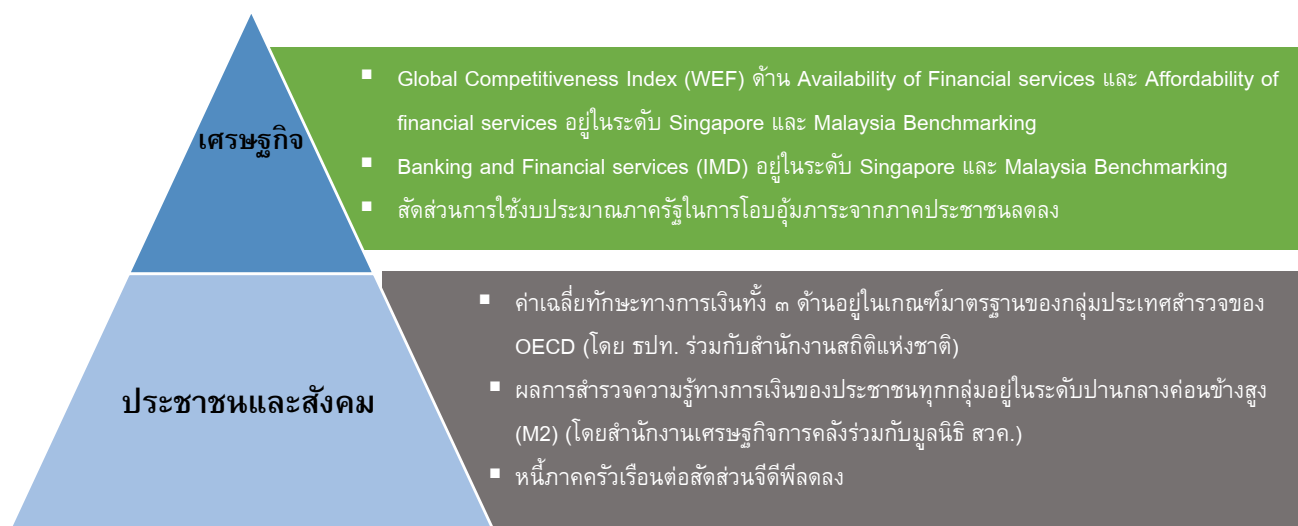 เศรษฐกิจ
▪ Global Competitiveness Index (WEF) ด้าน Availability of Financial services และ Affordability of
financial services อยู่ในระดับ Singapore และ Malaysia Benchmarking
▪ Banking and Financial services (IMD) อยู่ในระดับ Singapore และ Malaysia Benchmarking
▪ สัดส่วนการใช้งบประมาณภาครัฐในการโอบอุ้มภาระจากภาคประชาชนลดลง
ประชาชนและสังคม
▪ ค่าเฉลี่ยทักษะทางการเงินทั้ง ๓ ด้านอยู่ในเกณฑ์มาตรฐานของกลุ่มประเทศสำรวจของ
OECD (โดย ธปท. ร่วมกับสำนักงานสถิติแห่งชาติ)
▪ ผลการสำรวจความรู้ทางการเงินของประชาชนทุกกลุ่มอยู่ในระดับปานกลางค่อนข้างสูง
(M2) (โดยสำนักงานเศรษฐกิจการคลังร่วมกับมูลนิธิ สวค.)
▪ หนี้ภาคครัวเรือนต่อสัดส่วนจีดีพีลดลง